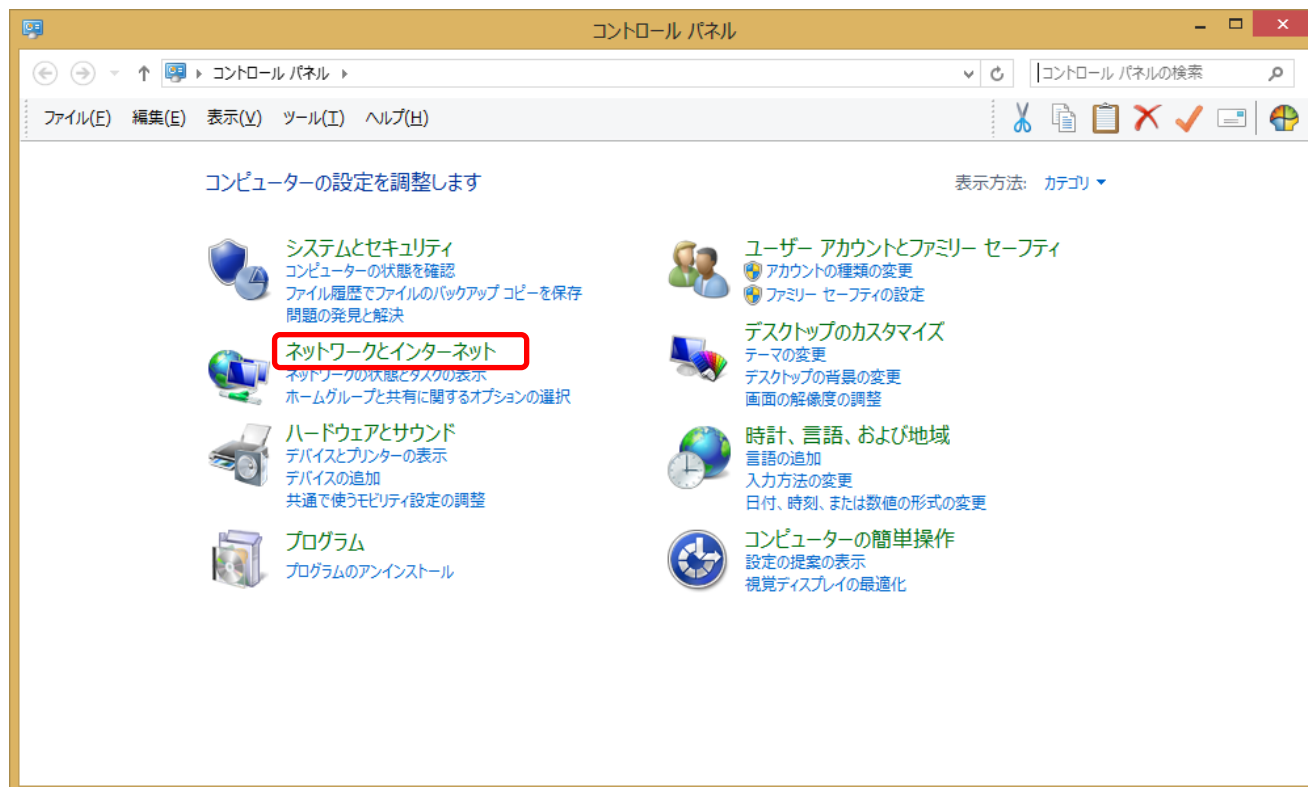 コントロール パネル
コントロール パネル
コントロール パネルの検索
ファイル(F) 編集(E) 表示(V) ツール(T) ヘルプ(H)
コンピューターの設定を調整します
表示方法: カテゴリ
システムとセキュリティ
コンピューターの状態を確認
ファイル履歴でファイルのバックアップ コピーを保存
問題の発見と解決
ネットワークとインターネット
ネットワークの状態とタスクの表示
ホームグループと共有に関するオプションの選択
ハードウェアとサウンド
デバイスとプリンターの表示
デバイスの追加
共通で使うモビリティ設定の調整
プログラム
プログラムのアンインストール
ユーザー アカウントとファミリー セーフティ
アカウントの種類の変更
ファミリー セーフティの設定
デスクトップのカスタマイズ
テーマの変更
デスクトップの背景の変更
画面の解像度の調整
時計、言語、および地域
言語の追加
入力方法の変更
日付、時刻、または数値の形式の変更
コンピューターの簡単操作
設定の提案の表示
視覚ディスプレイの最適化